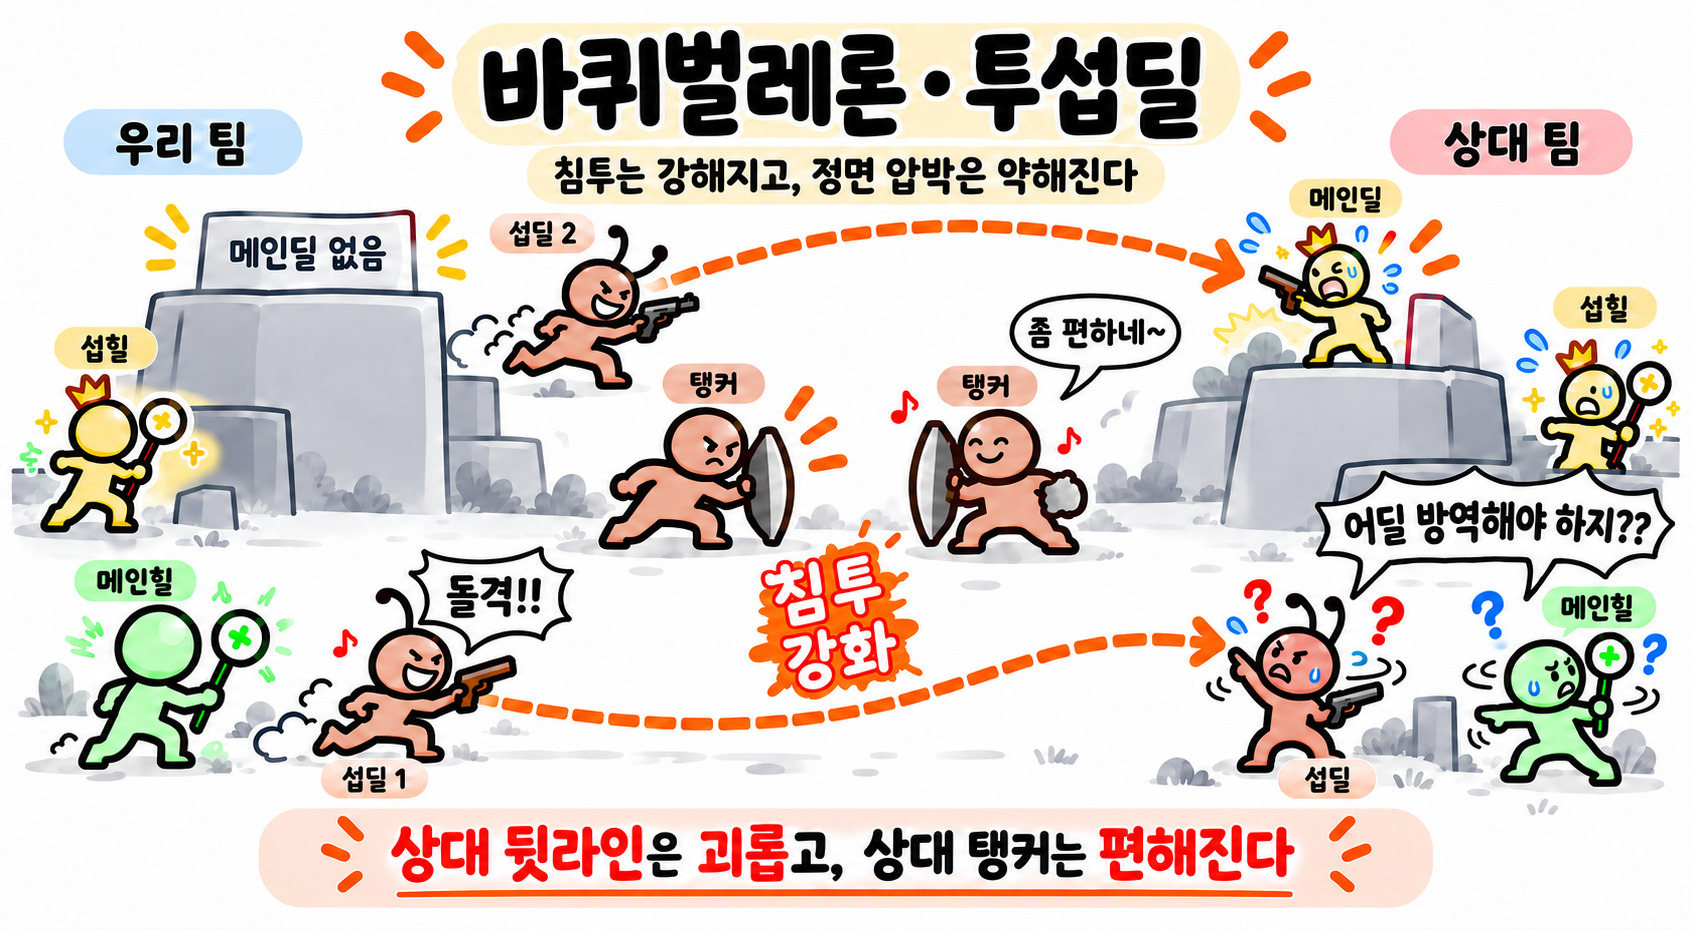 바퀴벌레론·투섭딜
침투는 강해지고, 정면 압박은 약해진다
우리 팀
상대 팀
메인딜 없음
섭딜 2
메인딜
섭힐
섭힐
탱커
탱커
좀 편하네~
어딜 방역해야 하지??
메인힐
돌격!!
침투
강화
? ? ? ?
메인힐
섭딜 1
섭딜
상대 뒷라인은 괴롭고, 상대 탱커는 편해진다